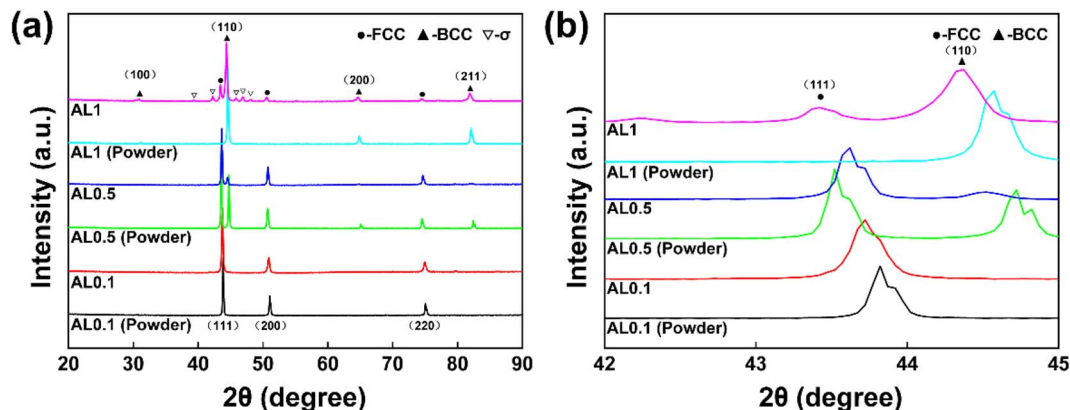 (a)
●-FCC ▲-BCC ▽-σ
(110)
(100)
(200)
(211)
AL1
AL1 (Powder)
AL0.5
AL0.5 (Powder)
AL0.1
AL0.1 (Powder)
(111)
(200)
(220)
Intensity (a.u.)
20 30 40 50 60 70 80 90
2θ (degree)
(b)
●-FCC ▲-BCC
(110)
(111)
AL1
AL1 (Powder)
AL0.5
AL0.5 (Powder)
AL0.1
AL0.1 (Powder)
Intensity (a.u.)
42 43 44 45
2θ (degree)